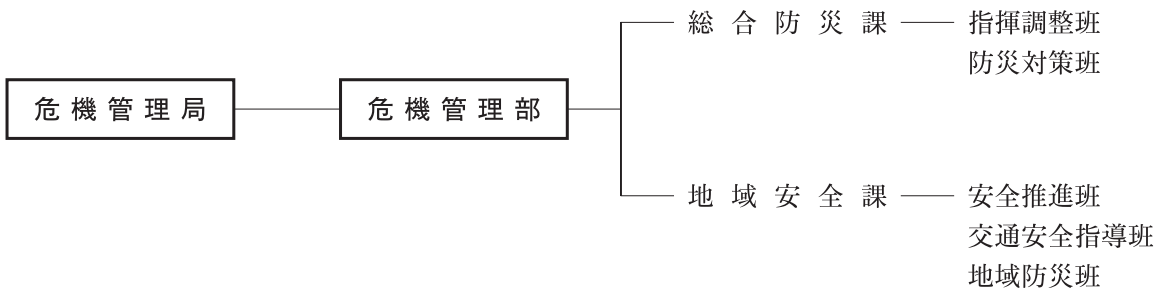 危機管理局
危機管理部
総合防災課
指揮調整班
防災対策班
地域安全課
安全推進班
交通安全指導班
地域防災班